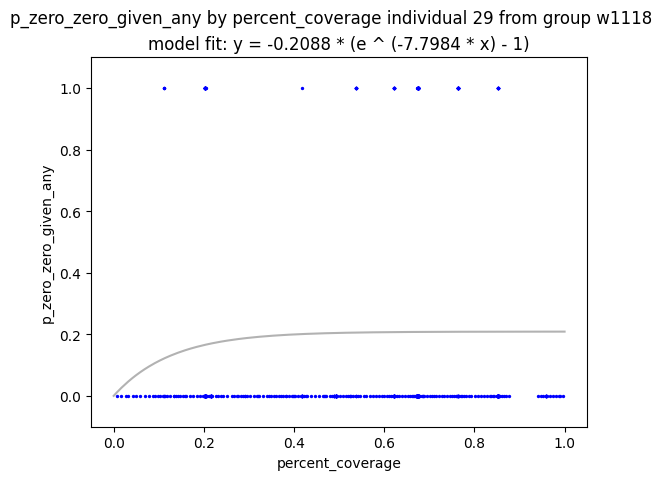 p_zero_zero_given_any by percent_coverage individual 29 from group w1118
model fit: y = -0.2088 * (e ^ (-7.7984 * x) - 1)
1.0
0.8
0.6
0.4
0.2
0.0
p_zero_zero_given_any
0.0 0.2 0.4 0.6 0.8 1.0
percent_coverage